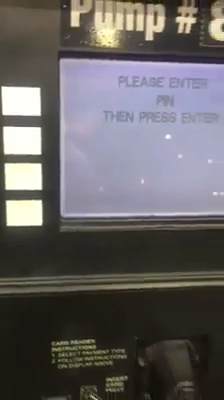 Pump # 8
PLEASE ENTER
PIN
THEN PRESS ENTER
CARD READER
INSTRUCTIONS
1. SELECT PAYMENT TYPE
2. FOLLOW INSTRUCTIONS
ON DISPLAY ABOVE
INSERT
CARD